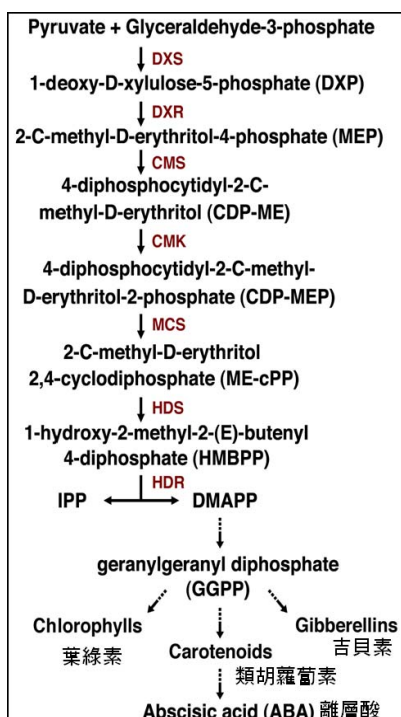 Pyruvate + Glyceraldehyde-3-phosphate
DXS
1-deoxy-D-xylulose-5-phosphate (DXP)
DXR
2-C-methyl-D-erythritol-4-phosphate (MEP)
CMS
4-diphosphocytidyl-2-C-
methyl-D-erythritol (CDP-ME)
CMK
4-diphosphocytidyl-2-C-methyl-
D-erythritol-2-phosphate (CDP-MEP)
MCS
2-C-methyl-D-erythritol
2,4-cyclodiphosphate (ME-cPP)
HDS
1-hydroxy-2-methyl-2-(E)-butenyl
4-diphosphate (HMBPP)
HDR
IPP DMAPP
geranylgeranyl diphosphate
(GGPP)
Chlorophylls
葉綠素
Carotenoids
類胡蘿蔔素
Gibberellins
吉貝素
Abscisic acid (ABA) 離層酸